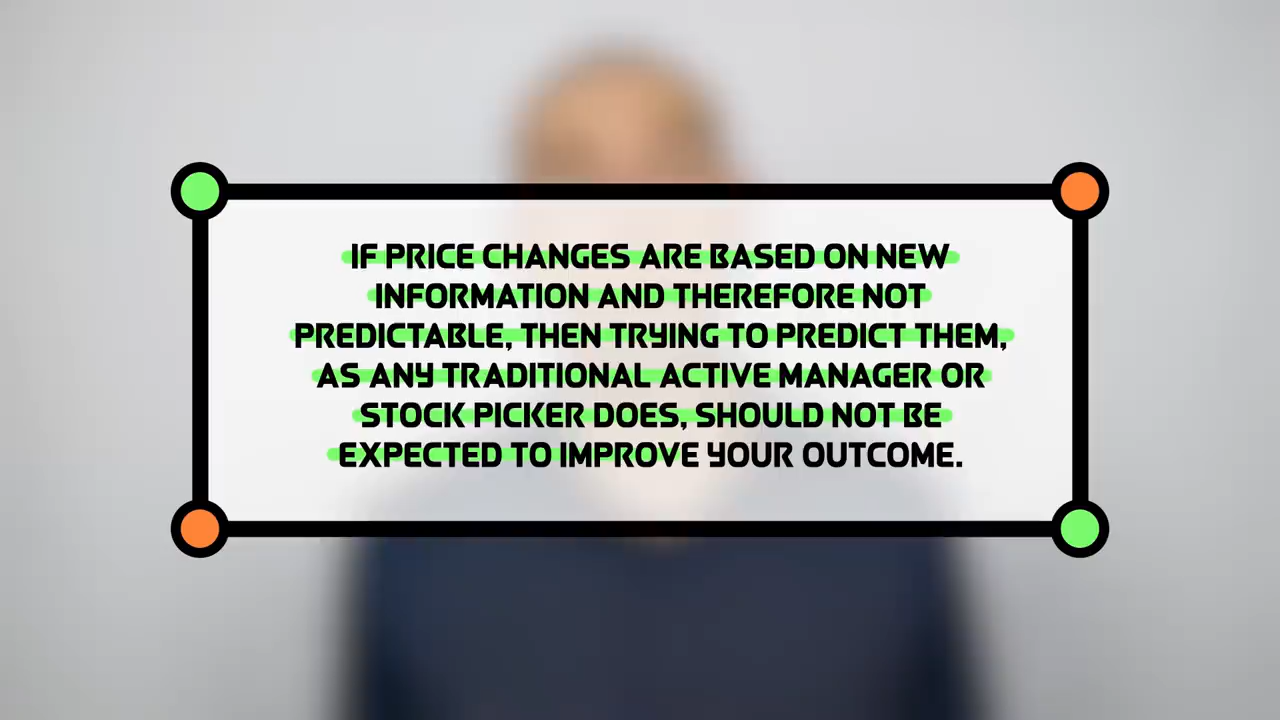 IF PRICE CHANGES ARE BASED ON NEW
INFORMATION AND THEREFORE NOT
PREDICTABLE, THEN TRYING TO PREDICT THEM,
AS ANY TRADITIONAL ACTIVE MANAGER OR
STOCK PICKER DOES, SHOULD NOT BE
EXPECTED TO IMPROVE YOUR OUTCOME.